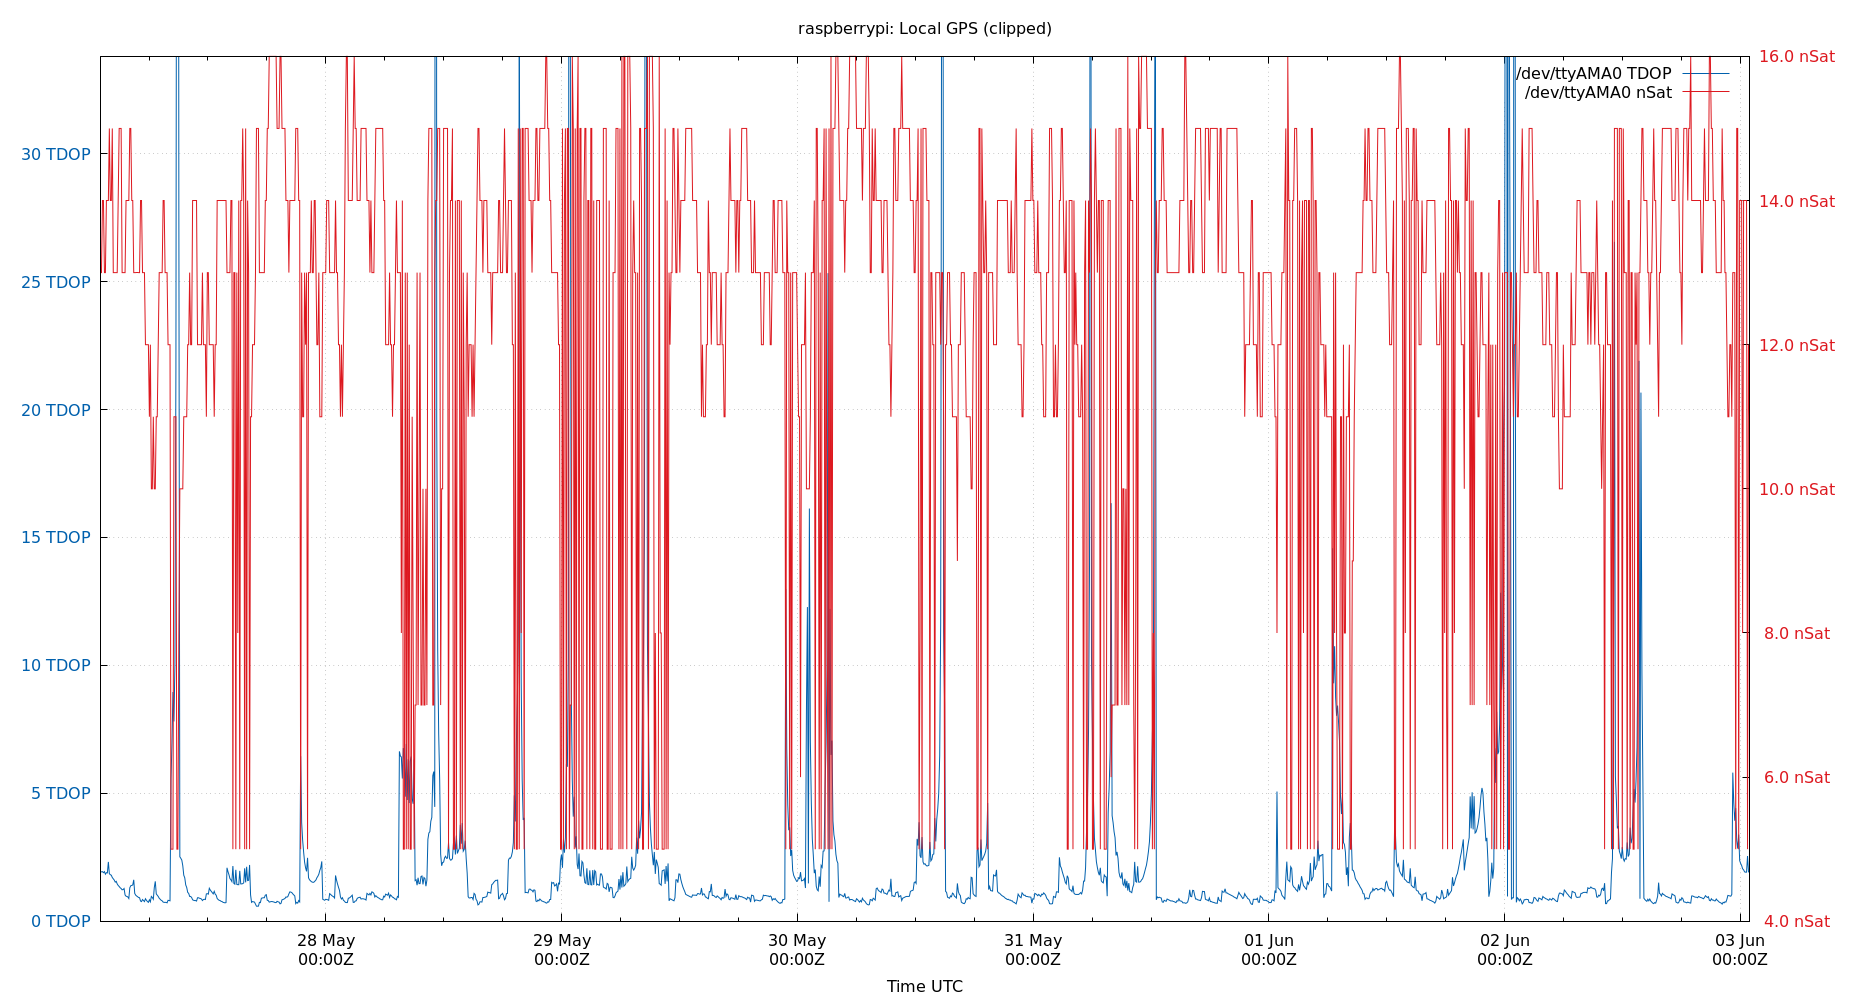 raspberrypi: Local GPS (clipped)
16.0 nSat
/dev/ttyAMA0 TDOP
/dev/ttyAMA0 nSat
30 TDOP
14.0 nSat
25 TDOP
12.0 nSat
20 TDOP
10.0 nSat
15 TDOP
8.0 nSat
10 TDOP
6.0 nSat
5 TDOP
0 TDOP
4.0 nSat
28 May 29 May 30 May 31 May 01 Jun 02 Jun 03 Jun
00:00Z 00:00Z 00:00Z 00:00Z 00:00Z 00:00Z 00:00Z
Time UTC